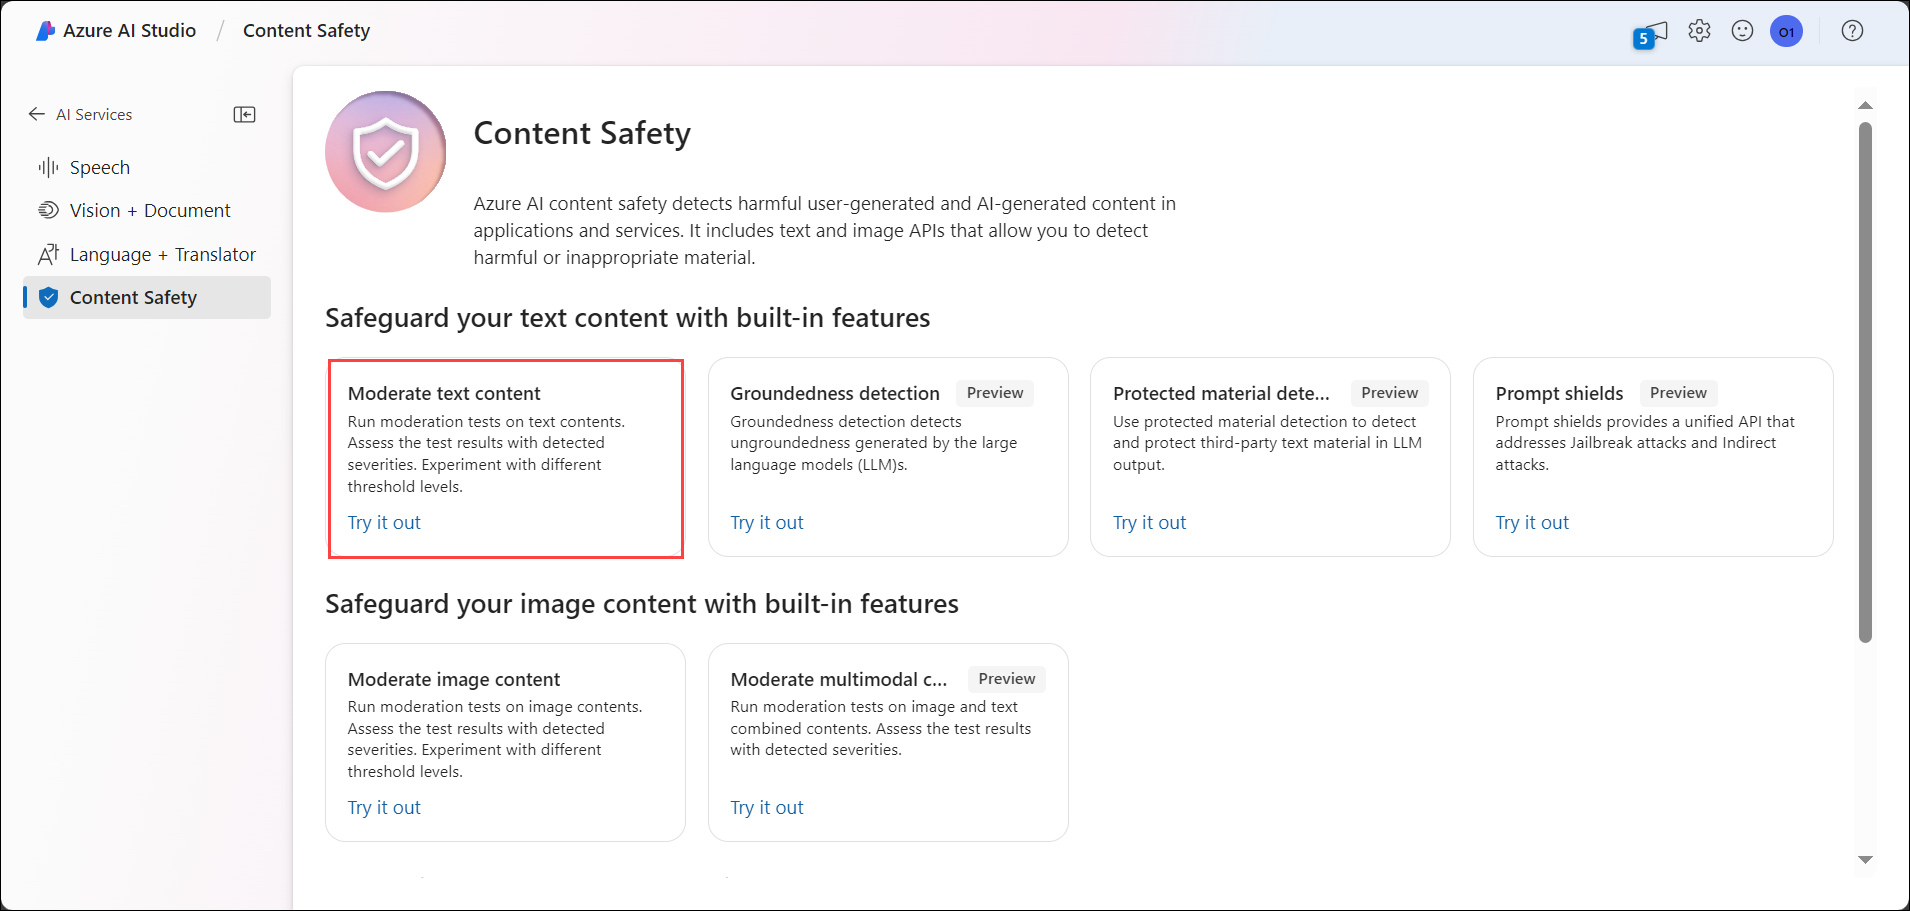 Azure AI Studio / Content Safety
5
O1
AI Services
Speech
Vision + Document
Language + Translator
Content Safety
Content Safety
Azure AI content safety detects harmful user-generated and AI-generated content in
applications and services. It includes text and image APIs that allow you to detect
harmful or inappropriate material.
Safeguard your text content with built-in features
Moderate text content
Run moderation tests on text contents.
Assess the test results with detected
severities. Experiment with different
threshold levels.
Try it out
Groundedness detection Preview
Groundedness detection detects
ungroundedness generated by the large
language models (LLM)s.
Try it out
Protected material dete... Preview
Use protected material detection to detect
and protect third-party text material in LLM
output.
Try it out
Prompt shields Preview
Prompt shields provides a unified API that
addresses Jailbreak attacks and Indirect
attacks.
Try it out
Safeguard your image content with built-in features
Moderate image content
Run moderation tests on image contents.
Assess the test results with detected
severities. Experiment with different
threshold levels.
Try it out
Moderate multimodal c... Preview
Run moderation tests on image and text
combined contents. Assess the test results
with detected severities.
Try it out